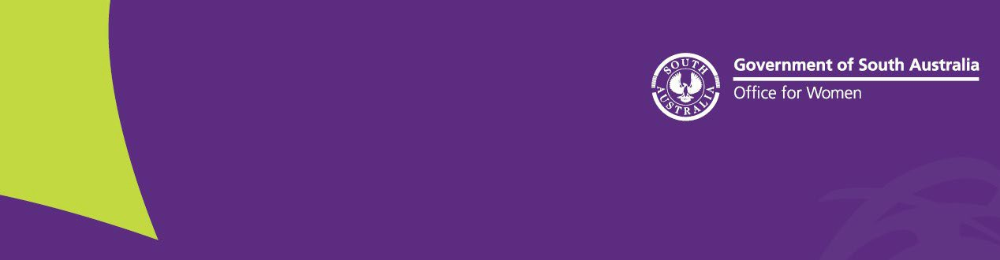 SOUTH
AUSTRALIA
Government of South Australia
Office for Women